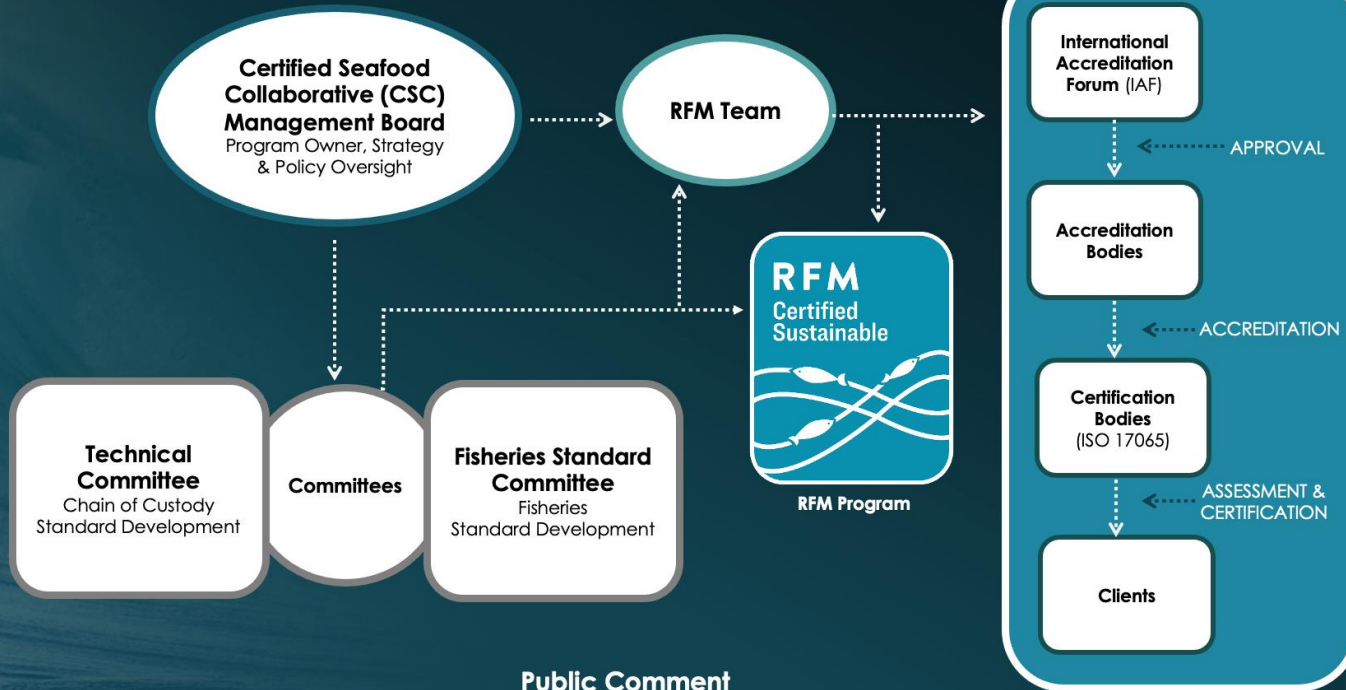 Certified Seafood
Collaborative (CSC)
Management Board
Program Owner, Strategy
& Policy Oversight
RFM Team
International
Accreditation
Forum (IAF)
APPROVAL
Accreditation
Bodies
ACCREDITATION
Certification
Bodies
(ISO 17065)
ASSESSMENT &
CERTIFICATION
Clients
RFM
Certified
Sustainable
RFM Program
Technical
Committee
Chain of Custody
Standard Development
Committees
Fisheries Standard
Committee
Fisheries
Standard Development
Public Comment